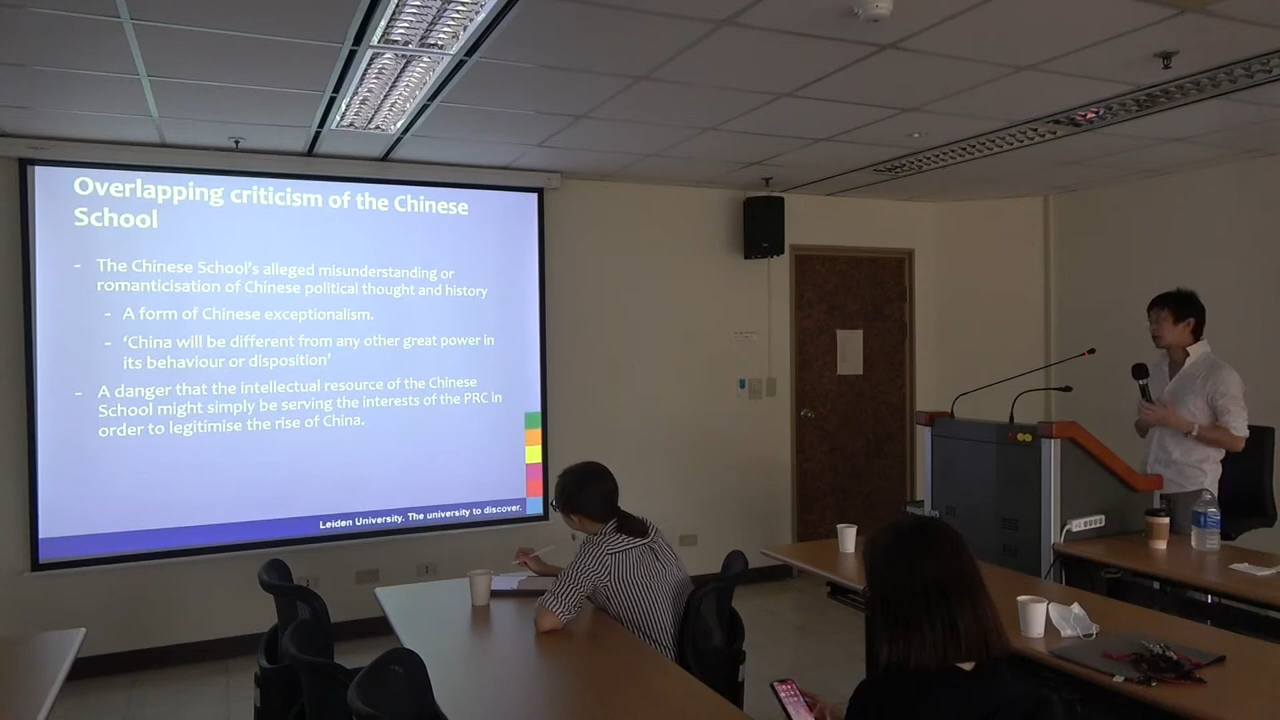 Overlapping criticism of the Chinese
School
- The Chinese School's alleged misunderstanding or
romanticisation of Chinese political thought and history
- A form of Chinese exceptionalism.
- 'China will be different from any other great power in
its behaviour or disposition'
- A danger that the intellectual resource of the Chinese
School might simply be serving the interests of the PRC in
order to legitimise the rise of China.
Leiden University. The university to discover.